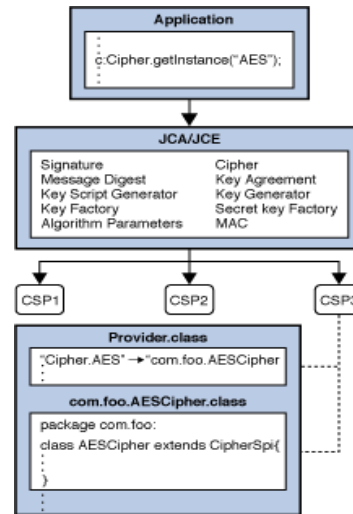 Application
c:Cipher.getInstance("AES");
JCA/JCE
Signature Cipher
Message Digest Key Agreement
Key Script Generator Key Generator
Key Factory Secret key Factory
Algorithm Parameters MAC
CSP1 CSP2 CSP3
Provider.class
"Cipher.AES" → "com.foo.AESCipher
com.foo.AESCipher.class
package com.foo:
class AESCipher extends CipherSpi{
}